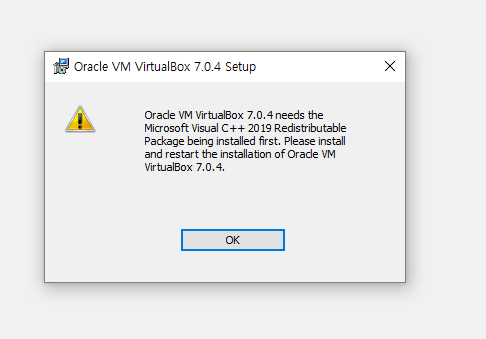 Oracle VM VirtualBox 7.0.4 Setup
Oracle VM VirtualBox 7.0.4 needs the
Microsoft Visual C++ 2019 Redistributable
Package being installed first. Please install
and restart the installation of Oracle VM
VirtualBox 7.0.4.
OK